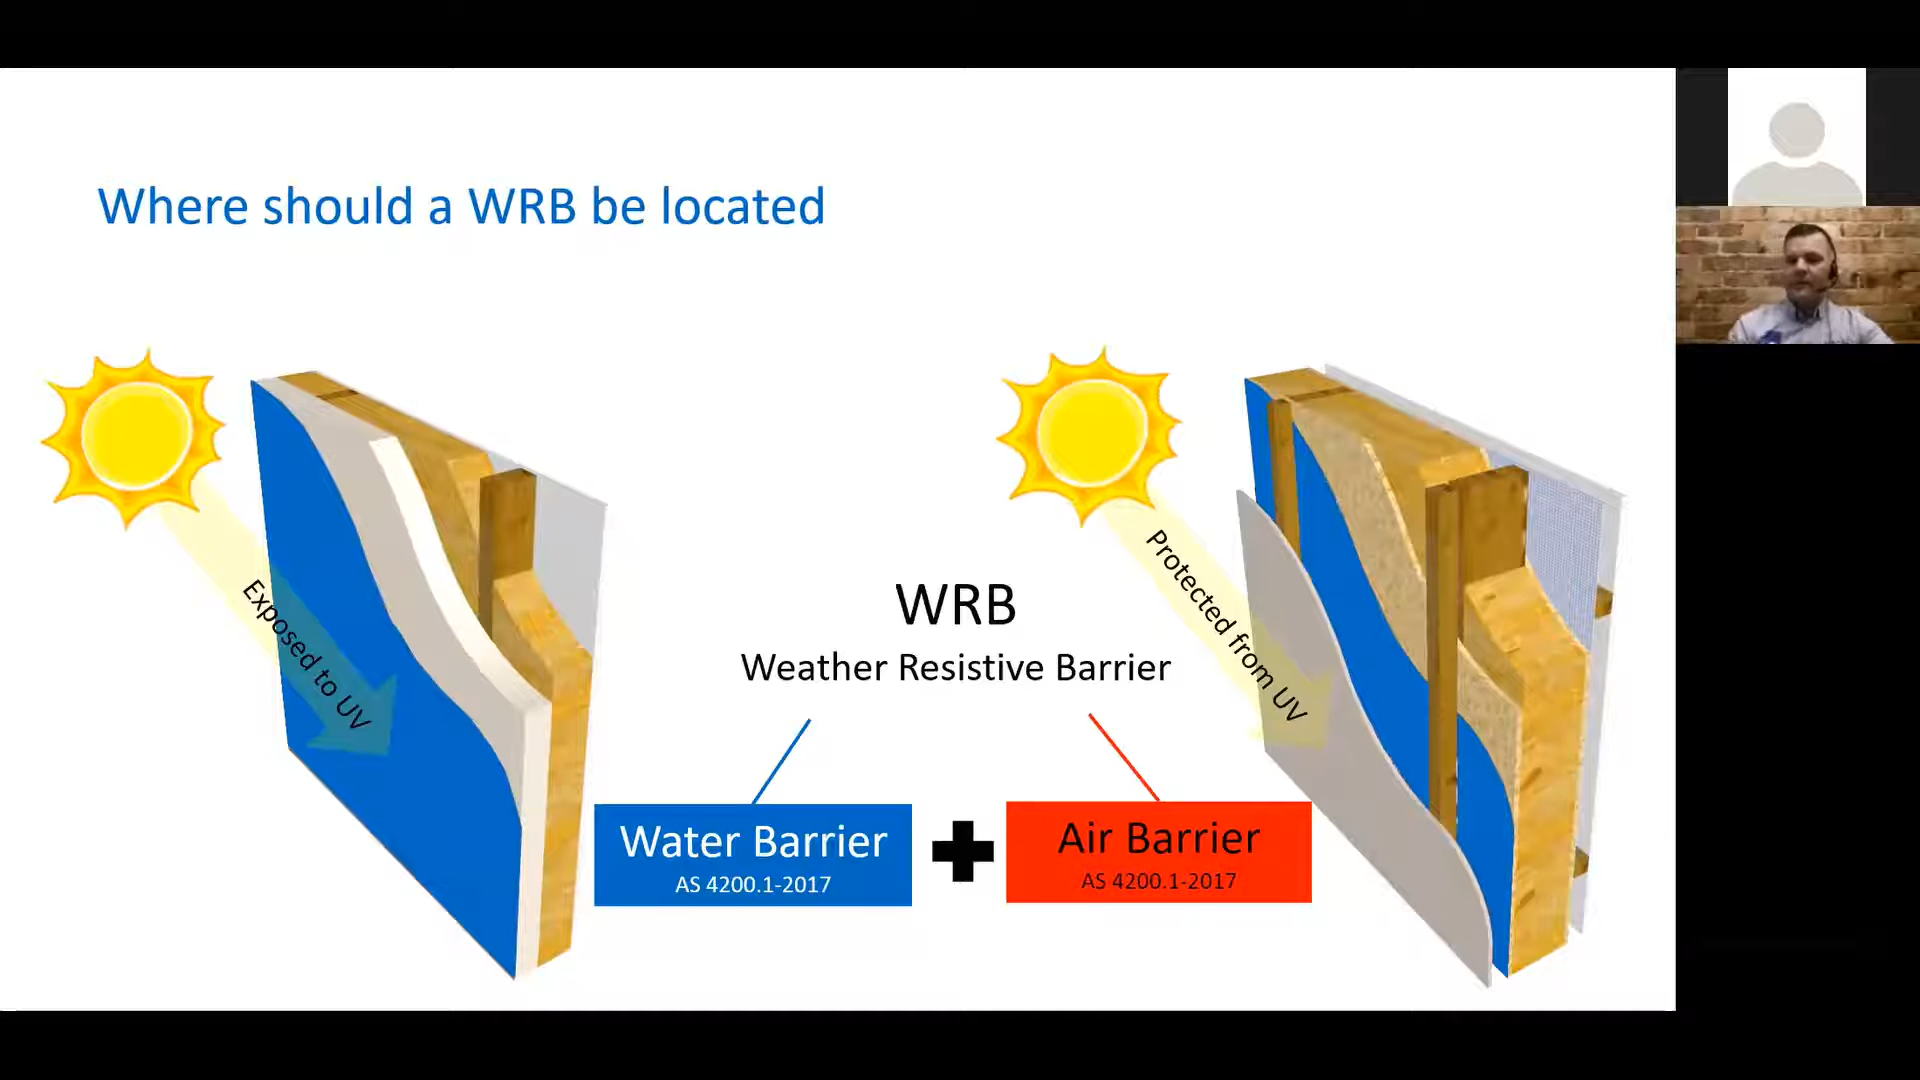 Where should a WRB be located
Exposed to UV
WRB
Weather Resistive Barrier
Protected from UV
Water Barrier
AS 4200.1-2017
Air Barrier
AS 4200.1-2017